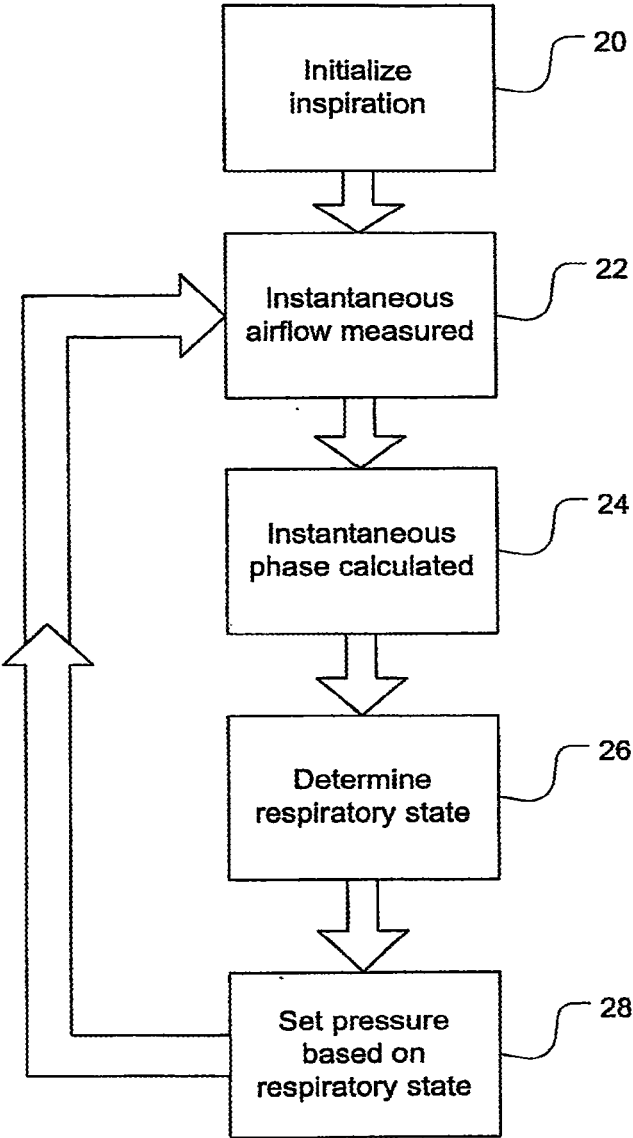 Initialize
inspiration
20
Instantaneous
airflow measured
22
Instantaneous
phase calculated
24
Determine
respiratory state
26
Set pressure
based on
respiratory state
28